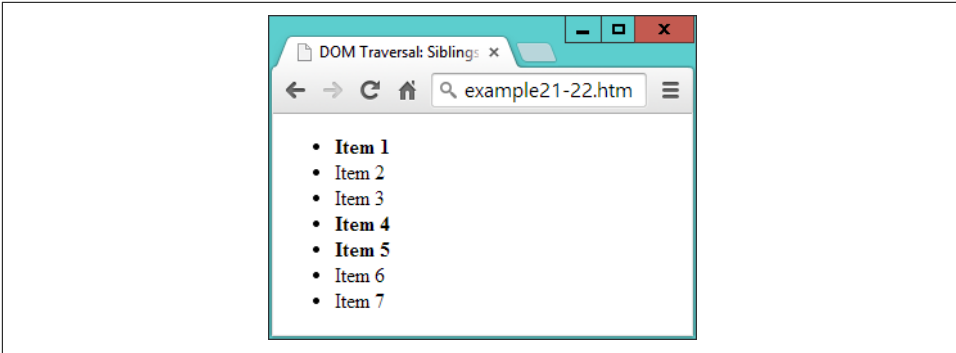 DOM Traversal: Siblings
example21-22.htm
Item 1
Item 2
Item 3
Item 4
Item 5
Item 6
Item 7